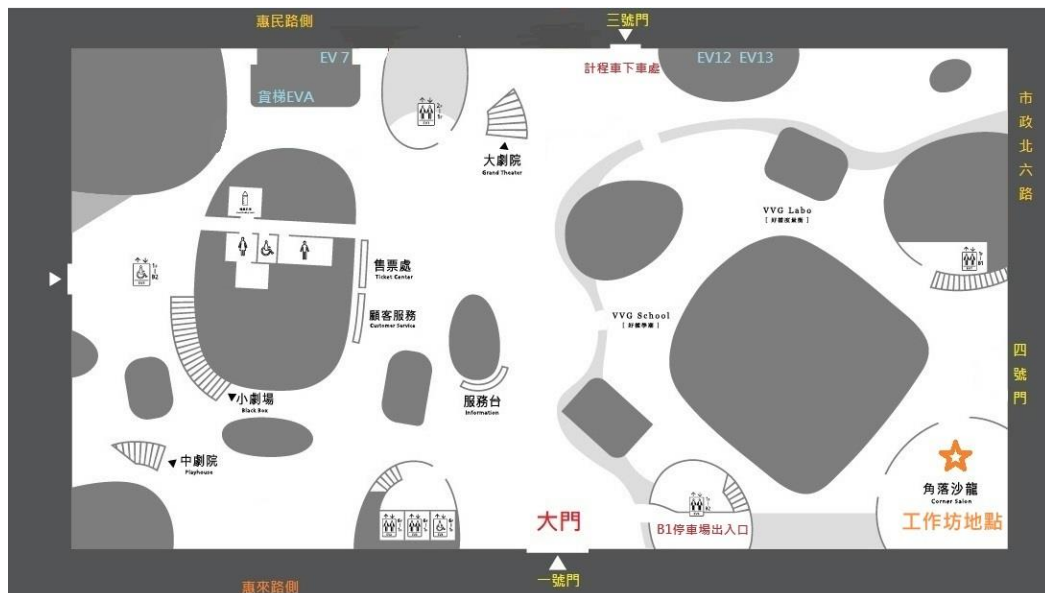 惠民路側
三號門
EV 7
貨梯EVA
計程車下車處
EV12 EV13
市政北六路
大劇院
Grand Theater
VVG Labo
售票處
Ticket Center
顧客服務
Customer Service
VVG School
[ 好樣學湛 ]
四號門
小劇場
Black Box
服務台
Information
中劇院
Playhouse
角落沙龍
Corner Salon
工作坊地點
大門
B1停車場出入口
一號門
惠來路側